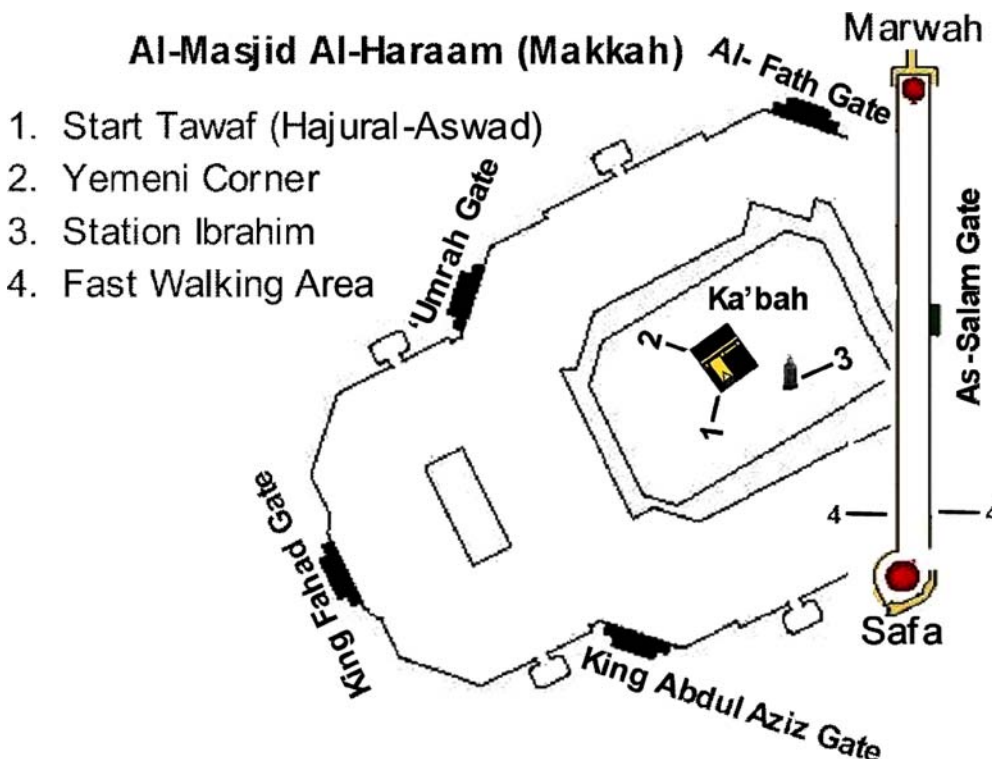 Al-Masjid Al-Haraam (Makkah)
1. Start Tawaf (Hajural-Aswad)
2. Yemeni Corner
3. Station Ibrahim
4. Fast Walking Area
Marwah
Al- Fath Gate
'Umrah Gate
As-Salam Gate
Ka'bah
2
3
1
4
4
King Fahad Gate
Safa
King Abdul Aziz Gate